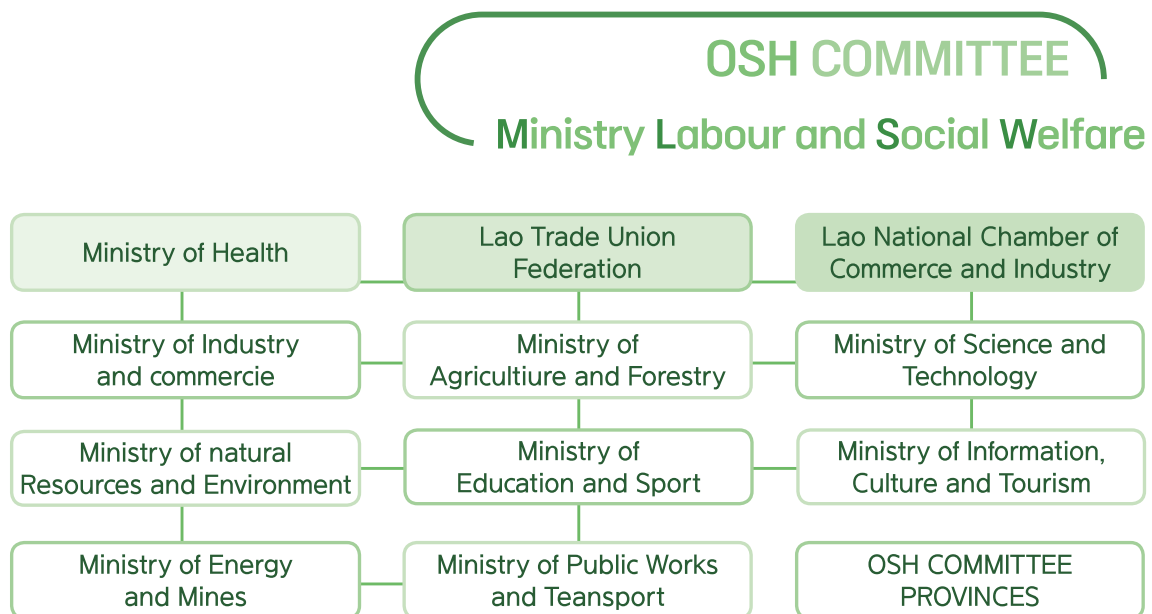 OSH COMMITTEE
Ministry Labour and Social Welfare
Ministry of Health
Lao Trade Union
Federation
Lao National Chamber of
Commerce and Industry
Ministry of Industry
and commercie
Ministry of
Agricultiure and Forestry
Ministry of Science and
Technology
Ministry of natural
Resources and Environment
Ministry of
Education and Sport
Ministry of Information,
Culture and Tourism
Ministry of Energy
and Mines
Ministry of Public Works
and Teansport
OSH COMMITTEE
PROVINCES